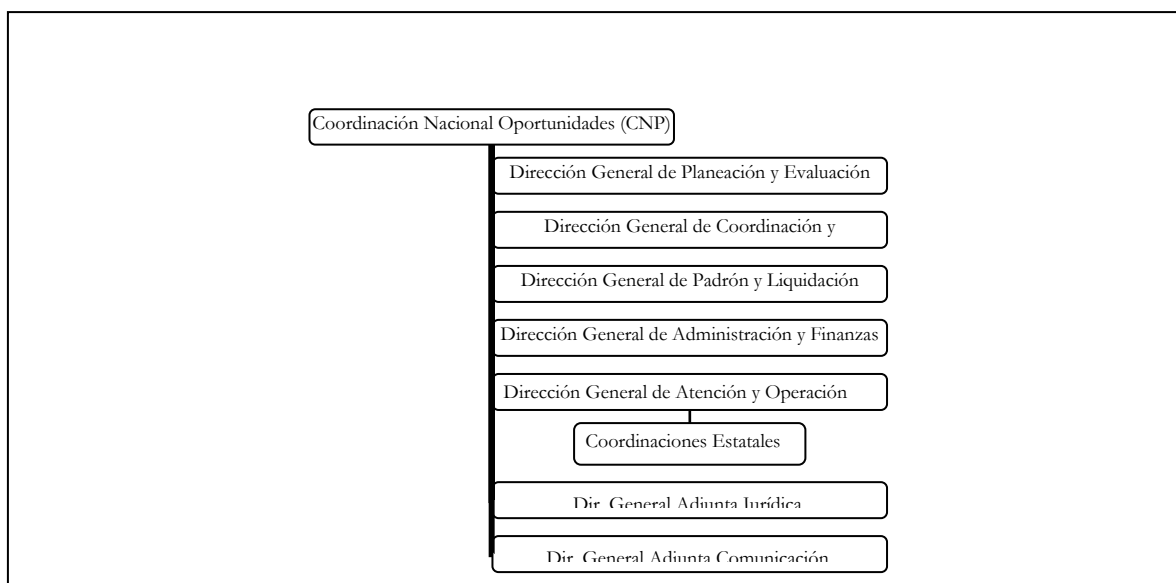 Coordinación Nacional Oportunidades (CNP)
Dirección General de Planeación y Evaluación
Dirección General de Coordinación y
Dirección General de Padrón y Liquidación
Dirección General de Administración y Finanzas
Dirección General de Atención y Operación
Coordinaciones Estatales
Dir. General Adjunta Jurídica
Dir. General Adjunta Comunicación